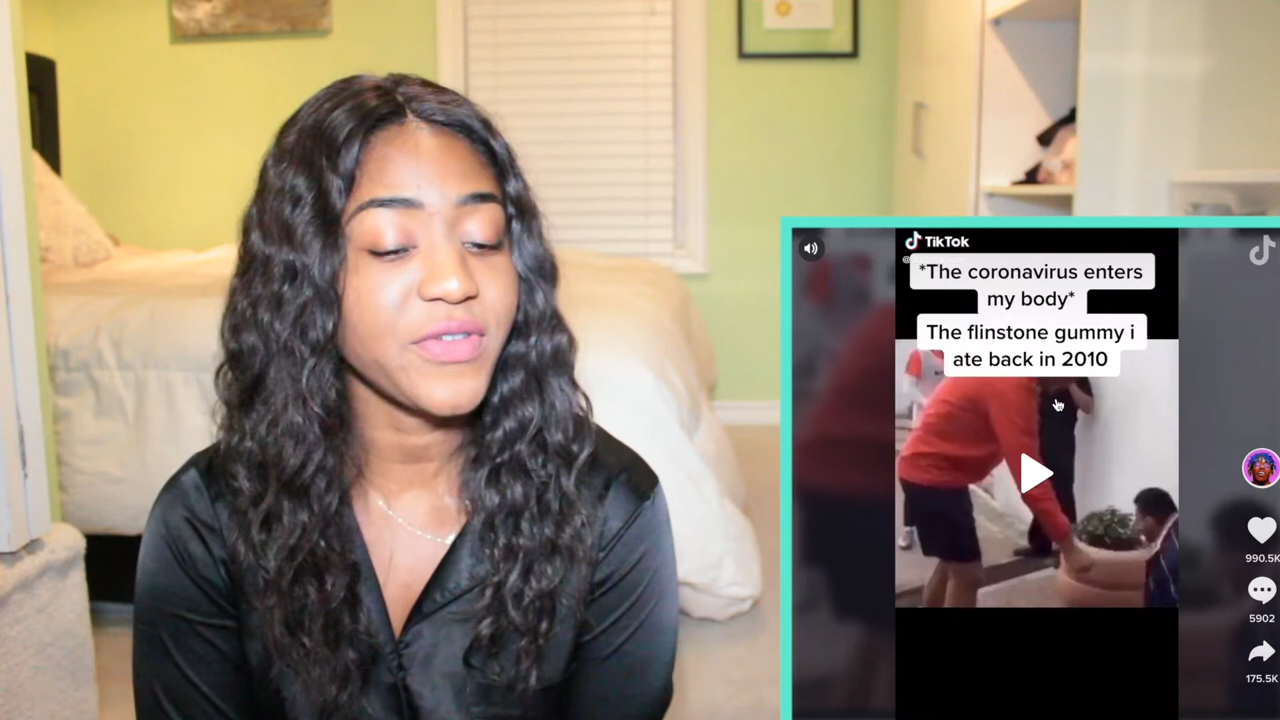 TikTok
*The coronavirus enters
my body*
The flinstone gummy i
ate back in 2010
990.5K
5902
175.5K